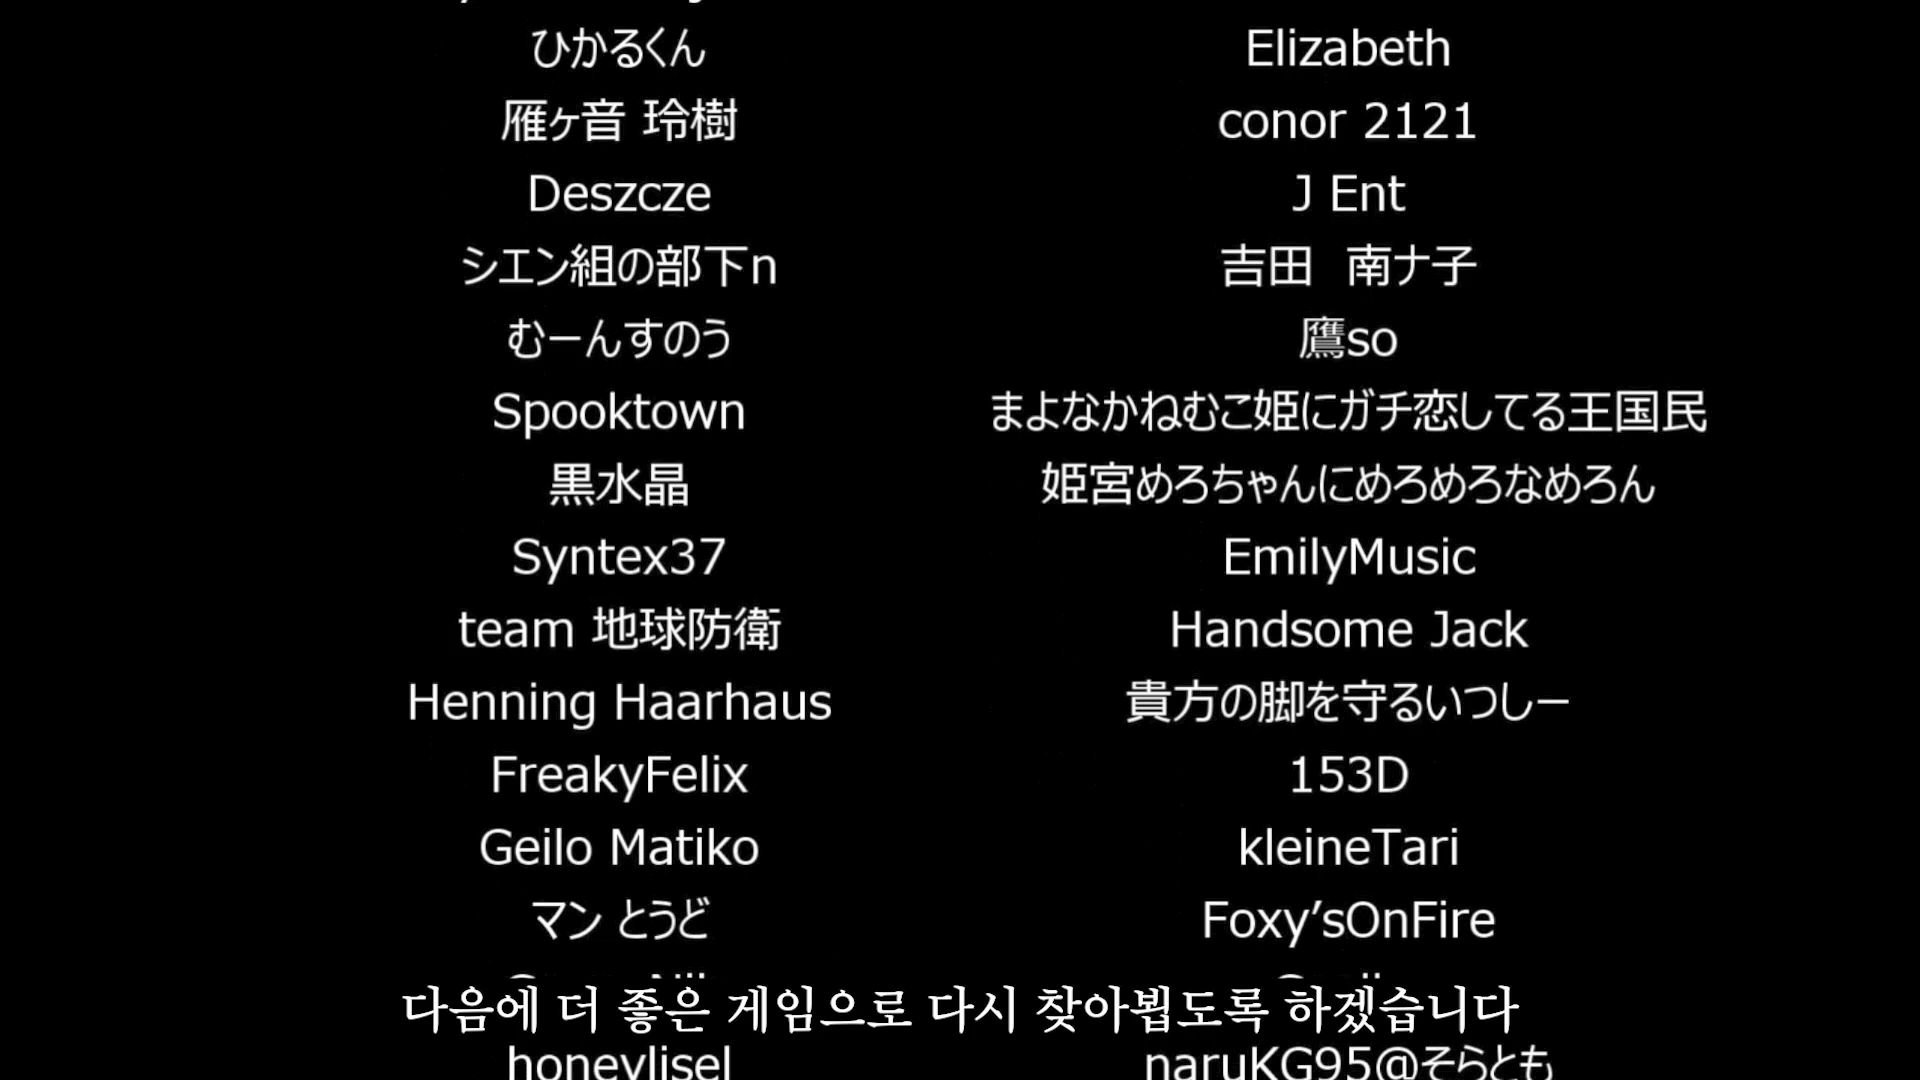 ひかるくん
Elizabeth
雁ヶ音 玲樹
conor 2121
Deszcze
J Ent
シエン組の部下n
吉田　南ナ子
むーんすのう
鷹so
Spooktown
まよなかねむこ姫にガチ恋してる王国民
黒水晶
姫宮めろちゃんにめろめろなめろん
Syntex37
EmilyMusic
team 地球防衛
Handsome Jack
Henning Haarhaus
貴方の脚を守るいつしー
FreakyFelix
153D
Geilo Matiko
kleineTari
マン とうど
Foxy’sOnFire
다음에 더 좋은 게임으로 다시 찾아뵙도록 하겠습니다
honeylisel
naruKG95@そらとも